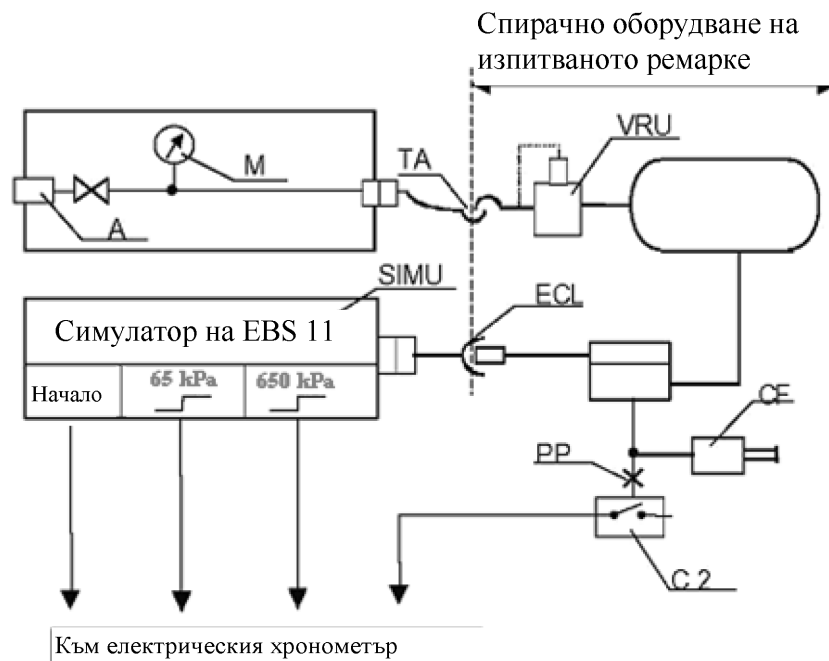 Спирачно оборудване на
изпитваното ремарке
VRU
TA
M
A
SIMU
ECL
Симулатор на EBS 11
Начало
65 kPa
650 kPa
CF
PP
C 2
Към електрическия хронометър